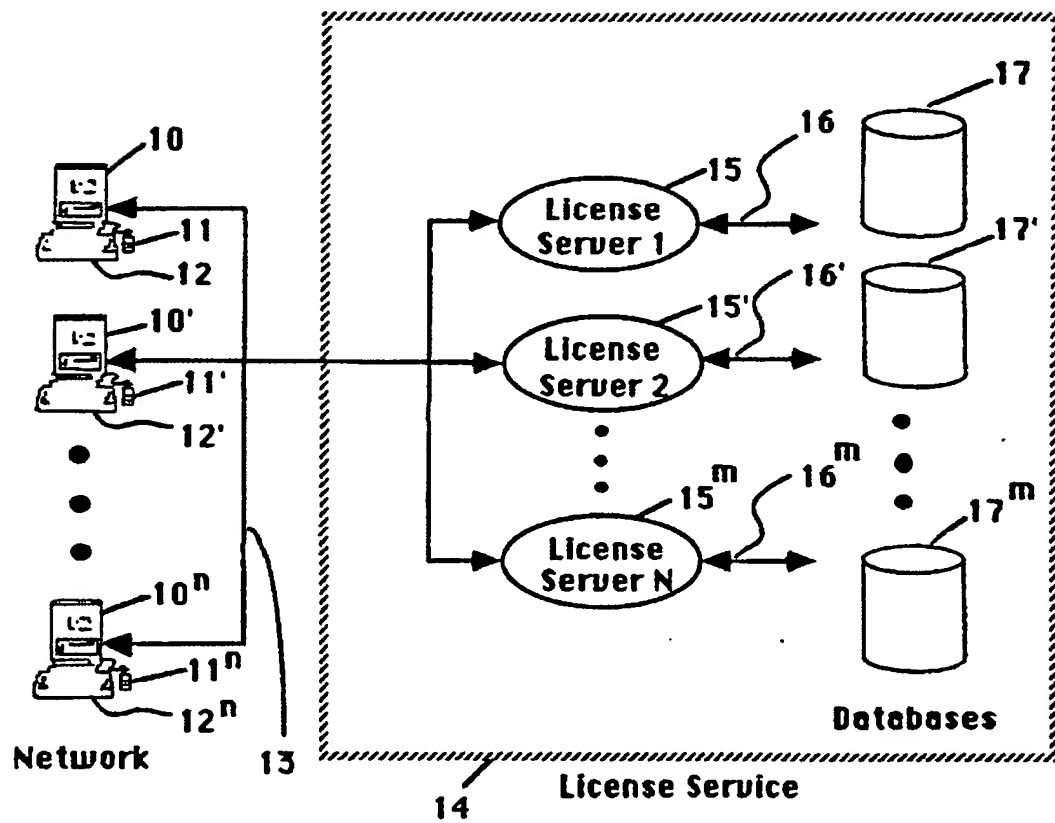 10
11
12
10'
11'
12'
10ⁿ
11ⁿ
12ⁿ
Network
13
14
License Service
License
Server 1
15
16
17
License
Server 2
15'
16'
17'
License
Server N
15ᵐ
16ᵐ
17ᵐ
Databases